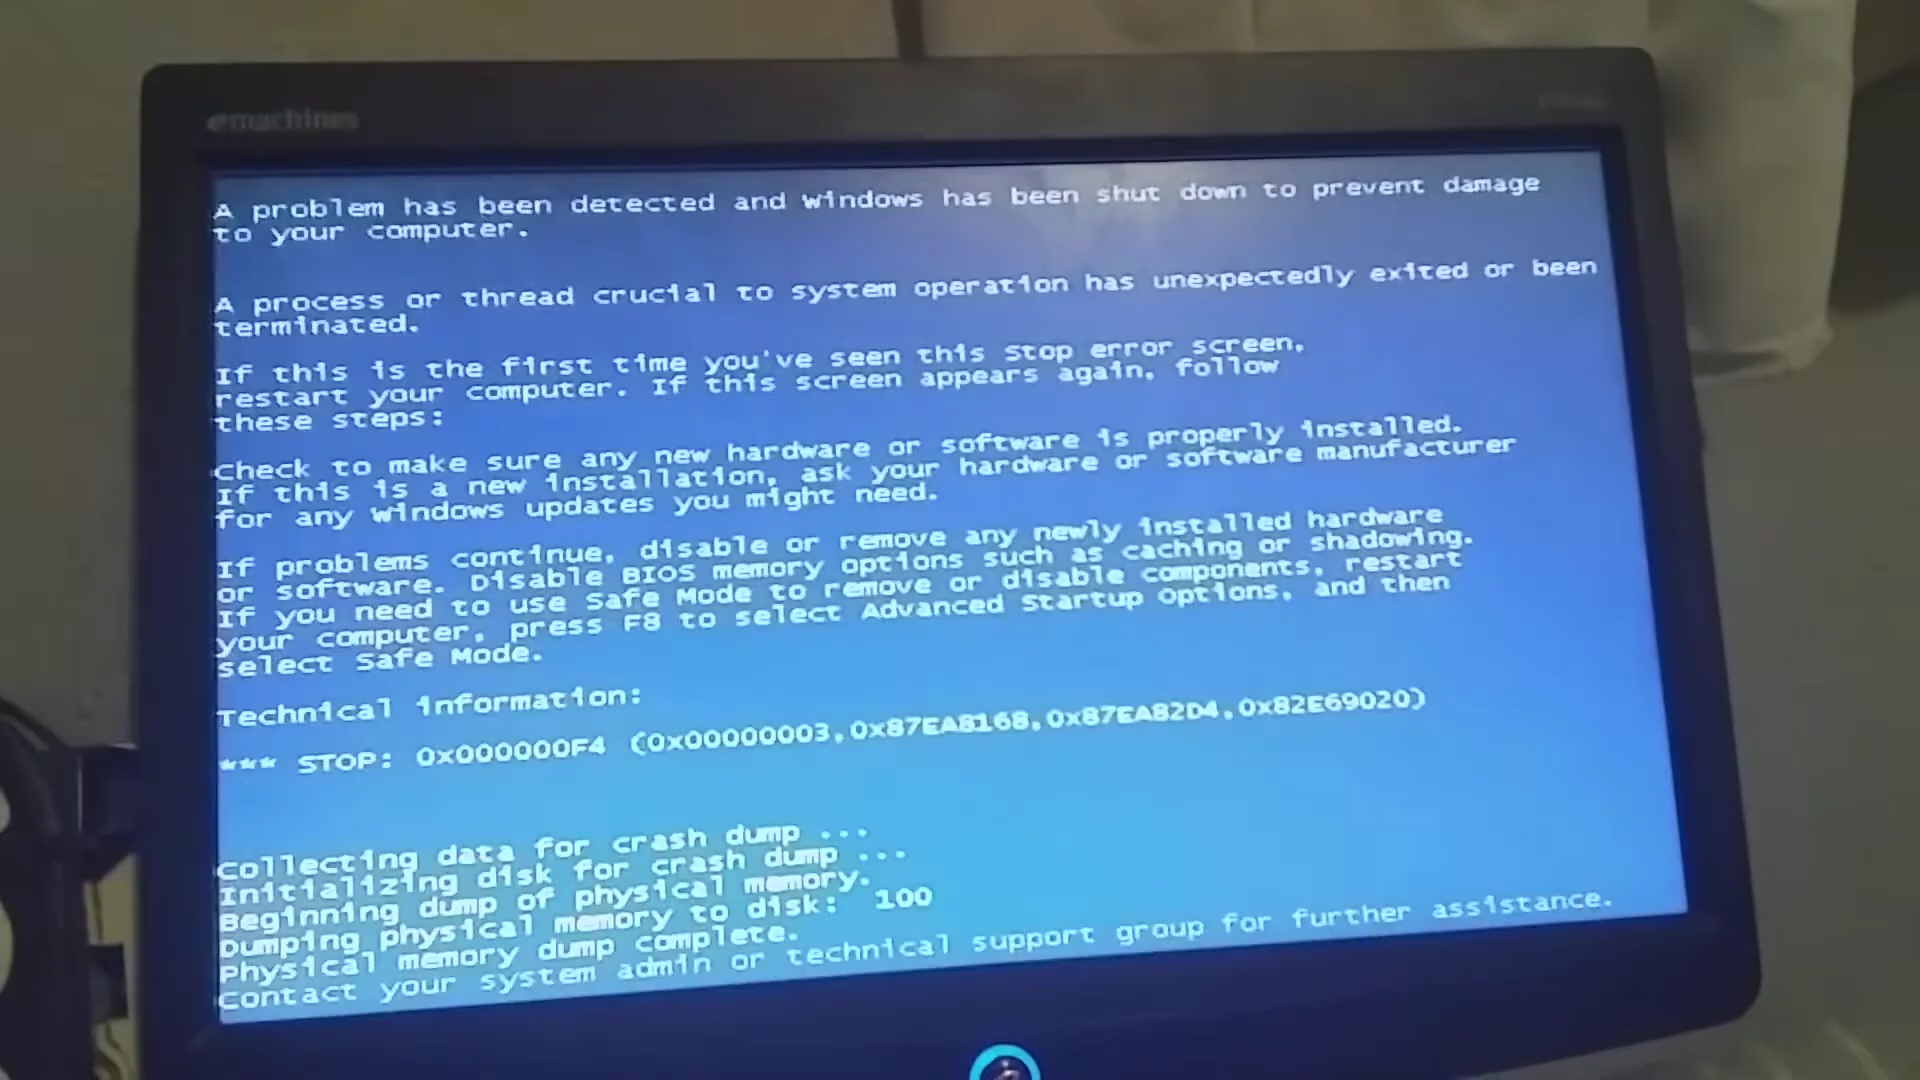 emachines
A problem has been detected and Windows has been shut down to prevent damage
to your computer.
A process or thread crucial to system operation has unexpectedly exited or been
terminated.
If this is the first time you've seen this Stop error screen,
restart your computer. If this screen appears again, follow
these steps:
Check to make sure any new hardware or software is properly installed.
If this is a new installation, ask your hardware or software manufacturer
for any Windows updates you might need.
If problems continue, disable or remove any newly installed hardware
or software. Disable BIOS memory options such as caching or shadowing.
If you need to use Safe Mode to remove or disable components, restart
your computer, press F8 to select Advanced Startup Options, and then
select Safe Mode.
Technical information:
*** STOP: 0x000000F4 (0x00000003,0x87EA8168,0x87EA82D4,0x82E69020)
Collecting data for crash dump ...
Initializing disk for crash dump ...
Beginning dump of physical memory.
Dumping physical memory to disk: 100
Physical memory dump complete.
Contact your system admin or technical support group for further assistance.